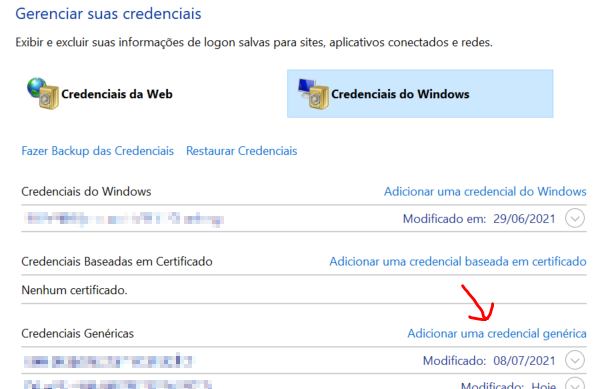 Gerenciar suas credenciais
Exibir e excluir suas informações de logon salvas para sites, aplicativos conectados e redes.
Credenciais da Web
Credenciais do Windows
Fazer Backup das Credenciais Restaurar Credenciais
Credenciais do Windows Adicionar uma credencial do Windows
Modificado em: 29/06/2021
Credenciais Baseadas em Certificado Adicionar uma credencial baseada em certificado
Nenhum certificado.
Credenciais Genéricas Adicionar uma credencial genérica
Modificado: 08/07/2021
Modificado: Hoje